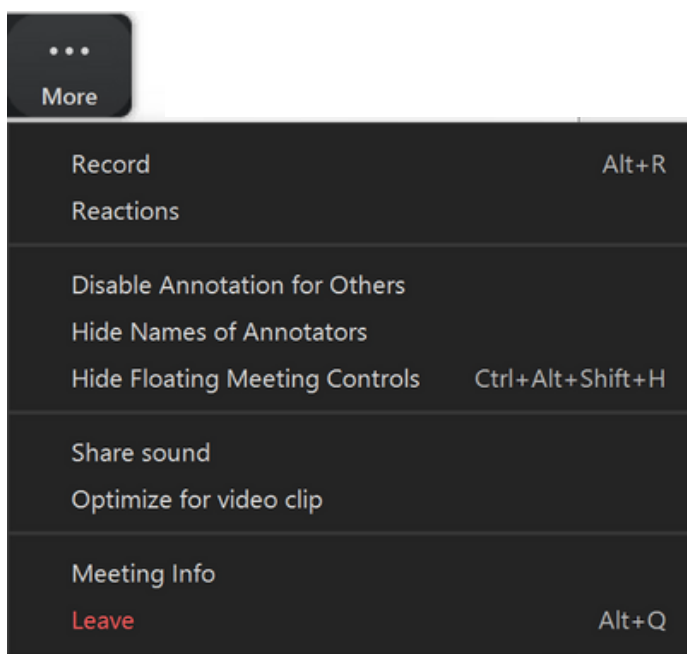 More
Record Alt+R
Reactions
Disable Annotation for Others
Hide Names of Annotators
Hide Floating Meeting Controls Ctrl+Alt+Shift+H
Share sound
Optimize for video clip
Meeting Info
Leave Alt+Q